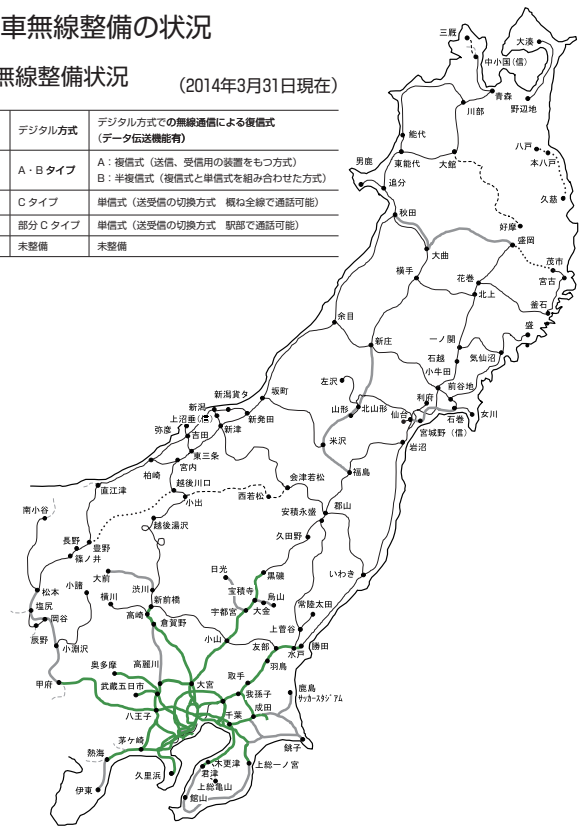 車無線整備の状況
無線整備状況
(2014年3月31日現在)
デジタル方式
デジタル方式での無線通信による復信式
(データ伝送機能有)
A・Bタイプ
A：複信式（送信、受信用の装置をもつ方式）
B：半複信式（複信式と単信式を組み合わせた方式）
Cタイプ
単信式（送受信の切換方式　概ね全線で通話可能）
部分Cタイプ
単信式（送受信の切換方式　駅部で通話可能）
未整備
未整備
三厩
大湊
中小国(信)
青森
野辺地
川部
能代
東能代
大館
八戸
本八戸
男鹿
追分
久慈
秋田
好摩
盛岡
大曲
茂市
宮古
横手
花巻
北上
釜石
盛
余目
新庄
一ノ関
石越
気仙沼
小牛田
前谷地
左沢
利府
女川
石巻
山形
北山形
仙台
宮城野（信）
岩沼
坂町
新潟貨タ
新潟
上沼垂(信)
新発田
弥彦
吉田
新津
東三条
米沢
福島
柏崎
宮内
越後川口
会津若松
直江津
小出
西若松
安積永盛
郡山
南小谷
越後湯沢
久田野
長野
豊野
篠ノ井
日光
黒磯
いわき
大前
宝積寺
烏山
松本
小諸
渋川
常陸太田
横川
新前橋
宇都宮
大金
塩尻
岡谷
高崎
倉賀野
上菅谷
辰野
小淵沢
小山
友部
水戸
勝田
羽鳥
奥多摩
高麗川
大宮
取手
甲府
武蔵五日市
我孫子
鹿島
サッカースタジアム
成田
八王子
千葉
茅ヶ崎
銚子
熱海
木更津
上総一ノ宮
久里浜
君津
上総亀山
伊東
館山